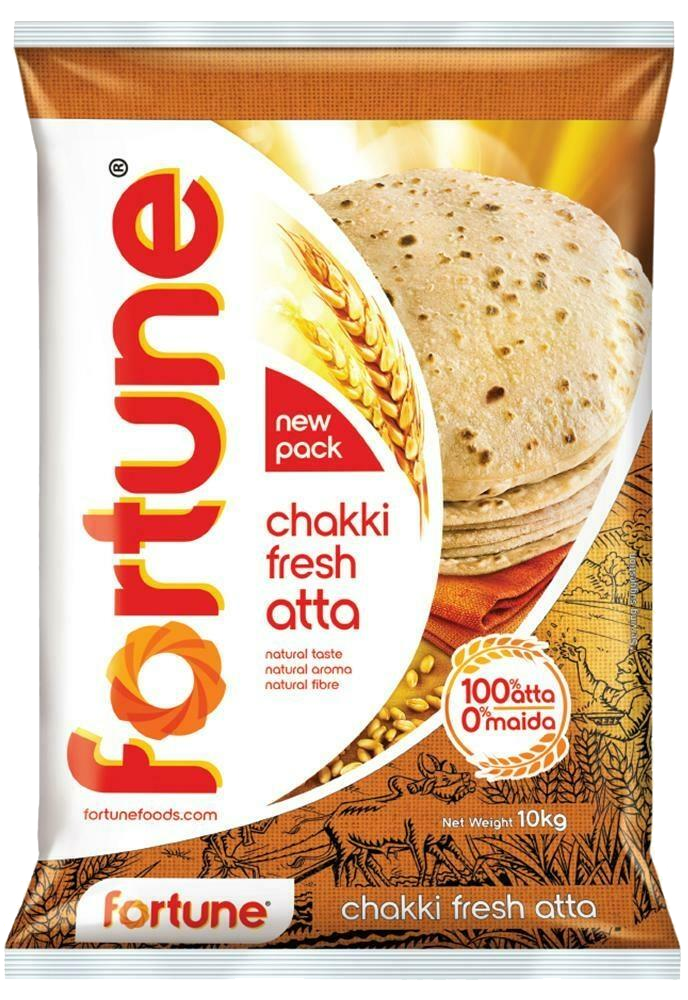 fortune®
new
pack
chakki
fresh
atta
natural taste
natural aroma
natural fibre
100% atta
0% maida
fortunefoods.com
Net Weight 10kg
fortune®
chakki fresh atta